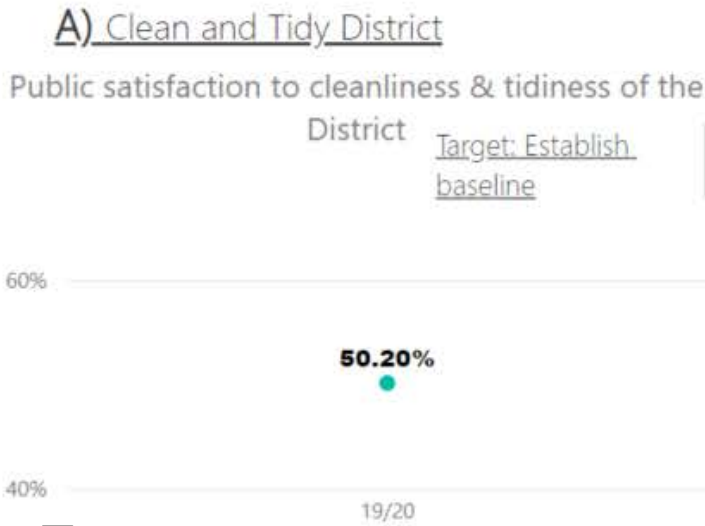 A) Clean and Tidy District
Public satisfaction to cleanliness & tidiness of the
District
Target: Establish
baseline
60%
50.20%
40%
19/20